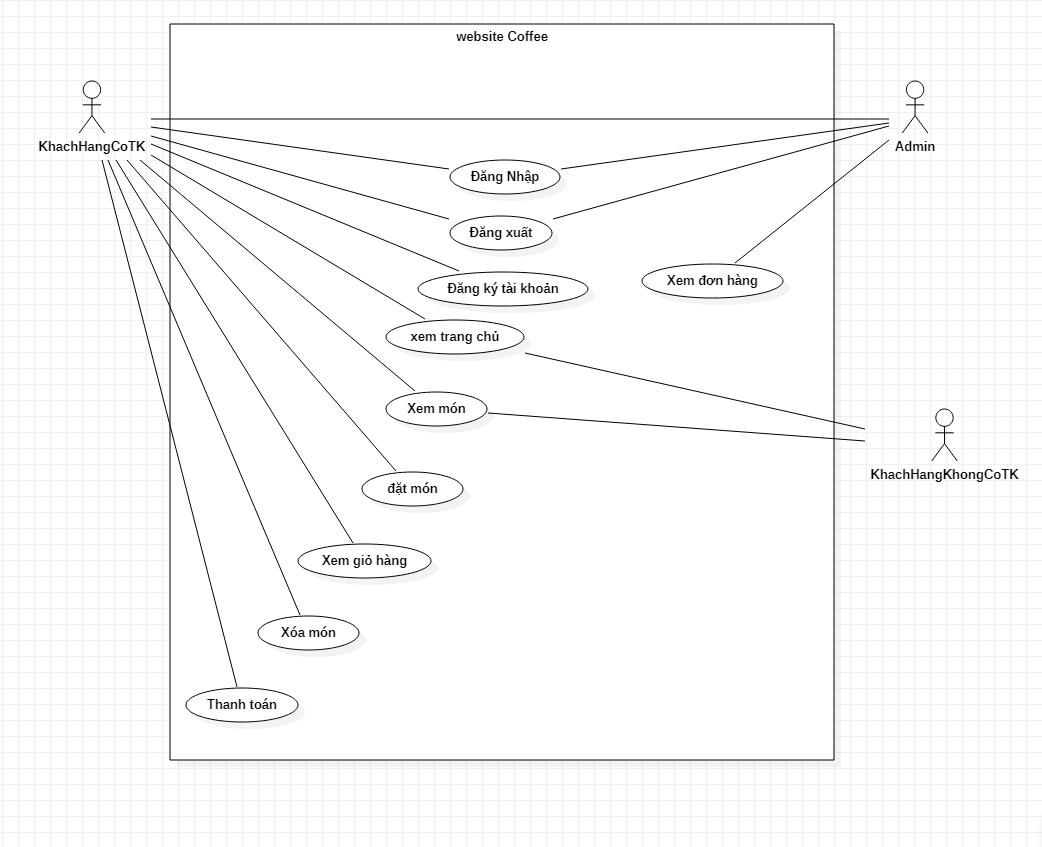 website Coffee
KhachHangCoTK
Admin
Đăng Nhập
Đăng xuất
Xem đơn hàng
Đăng ký tài khoản
xem trang chủ
Xem món
KhachHangKhongCoTK
đặt món
Xem giỏ hàng
Xóa món
Thanh toán